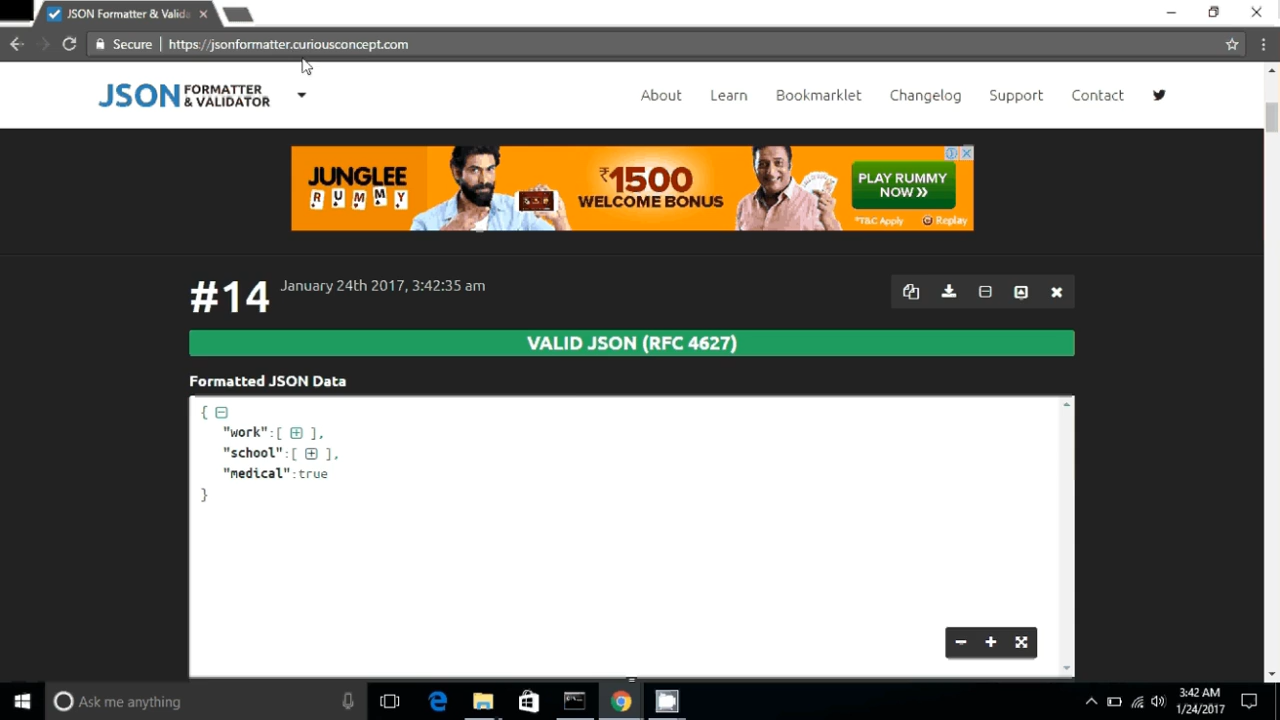 JSON Formatter & Valida
Secure
https://jsonformatter.curiousconcept.com
JSON FORMATTER & VALIDATOR
About Learn Bookmarklet Changelog Support Contact
JUNGLEE
RUMMY
₹1500
WELCOME BONUS
PLAY RUMMY
NOW »
*T&C Apply
Replay
#14
January 24th 2017, 3:42:35 am
VALID JSON (RFC 4627)
Formatted JSON Data
{
"work":[ ],
"school":[ ],
"medical":true
}
Ask me anything
3:42 AM
1/24/2017